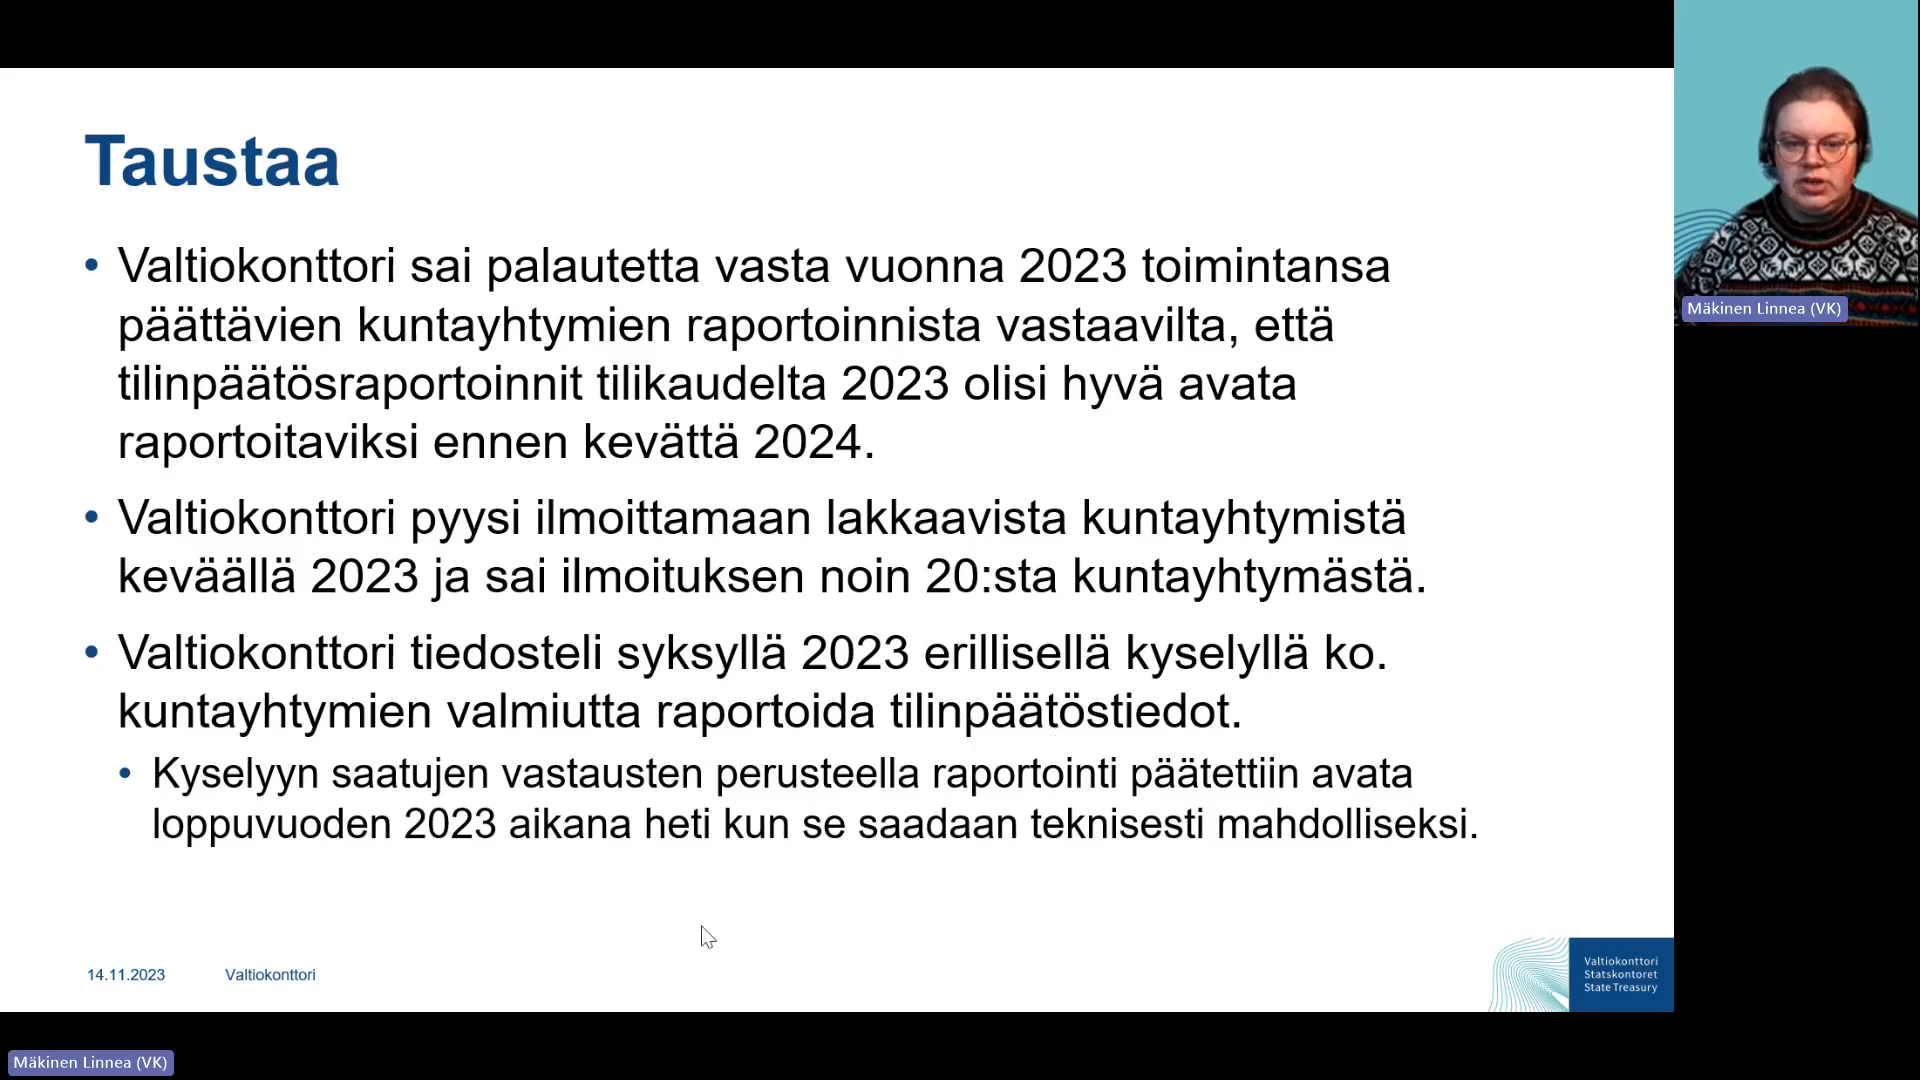 Taustaa
• Valtiokonttori sai palautetta vasta vuonna 2023 toimintansa
päättävien kuntayhtymien raportoinnista vastaavilta, että
tilinpäätösraportoinnit tilikaudelta 2023 olisi hyvä avata
raportoitaviksi ennen kevättä 2024.
• Valtiokonttori pyysi ilmoittamaan lakkaavista kuntayhtymistä
keväällä 2023 ja sai ilmoituksen noin 20:sta kuntayhtymästä.
• Valtiokonttori tiedosteli syksyllä 2023 erillisellä kyselyllä ko.
kuntayhtymien valmiutta raportoida tilinpäätöstiedot.
• Kyselyyn saatujen vastausten perusteella raportointi päätettiin avata
loppuvuoden 2023 aikana heti kun se saadaan teknisesti mahdolliseksi.
14.11.2023
Valtiokonttori
Valtiokonttori
Statskontoret
State Treasury
Mäkinen Linnea (VK)
Mäkinen Linnea (VK)